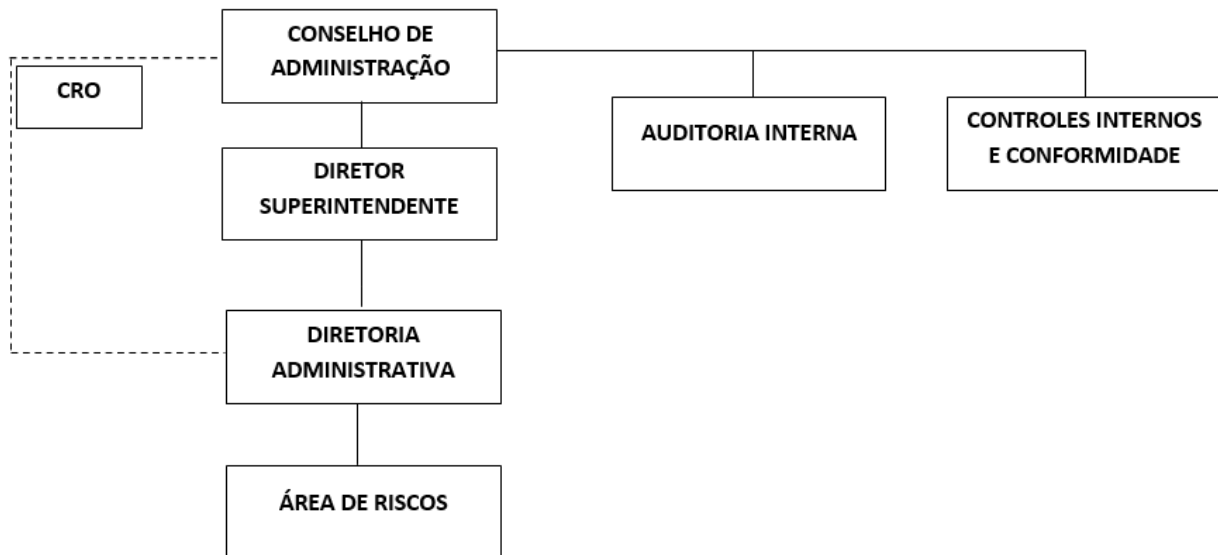 CONSELHO DE
ADMINISTRAÇÃO
CRO
AUDITORIA INTERNA
CONTROLES INTERNOS
E CONFORMIDADE
DIRETOR
SUPERINTENDENTE
DIRETORIA
ADMINISTRATIVA
ÁREA DE RISCOS